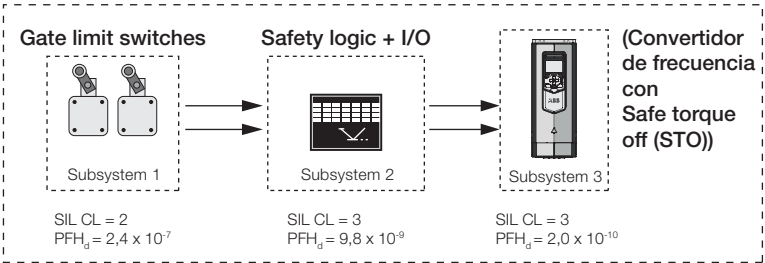 Gate limit switches
Safety logic + I/O
(Convertidor
de frecuencia
con
Safe torque
off (STO))
ABB
Subsystem 1
Subsystem 2
Subsystem 3
SIL CL = 2
PFHd = 2,4 x 10-7
SIL CL = 3
PFHd = 9,8 x 10-9
SIL CL = 3
PFHd = 2,0 x 10-10